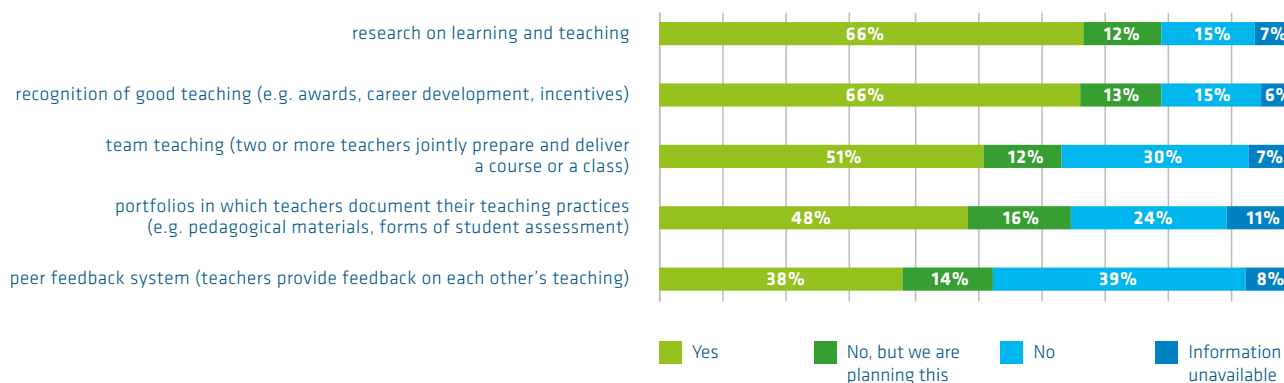 research on learning and teaching
66% 12% 15% 7%
recognition of good teaching (e.g. awards, career development, incentives)
66% 13% 15% 6%
team teaching (two or more teachers jointly prepare and deliver
a course or a class)
51% 12% 30% 7%
portfolios in which teachers document their teaching practices
(e.g. pedagogical materials, forms of student assessment)
48% 16% 24% 11%
peer feedback system (teachers provide feedback on each other's teaching)
38% 14% 39% 8%
Yes
No, but we are
planning this
No
Information
unavailable